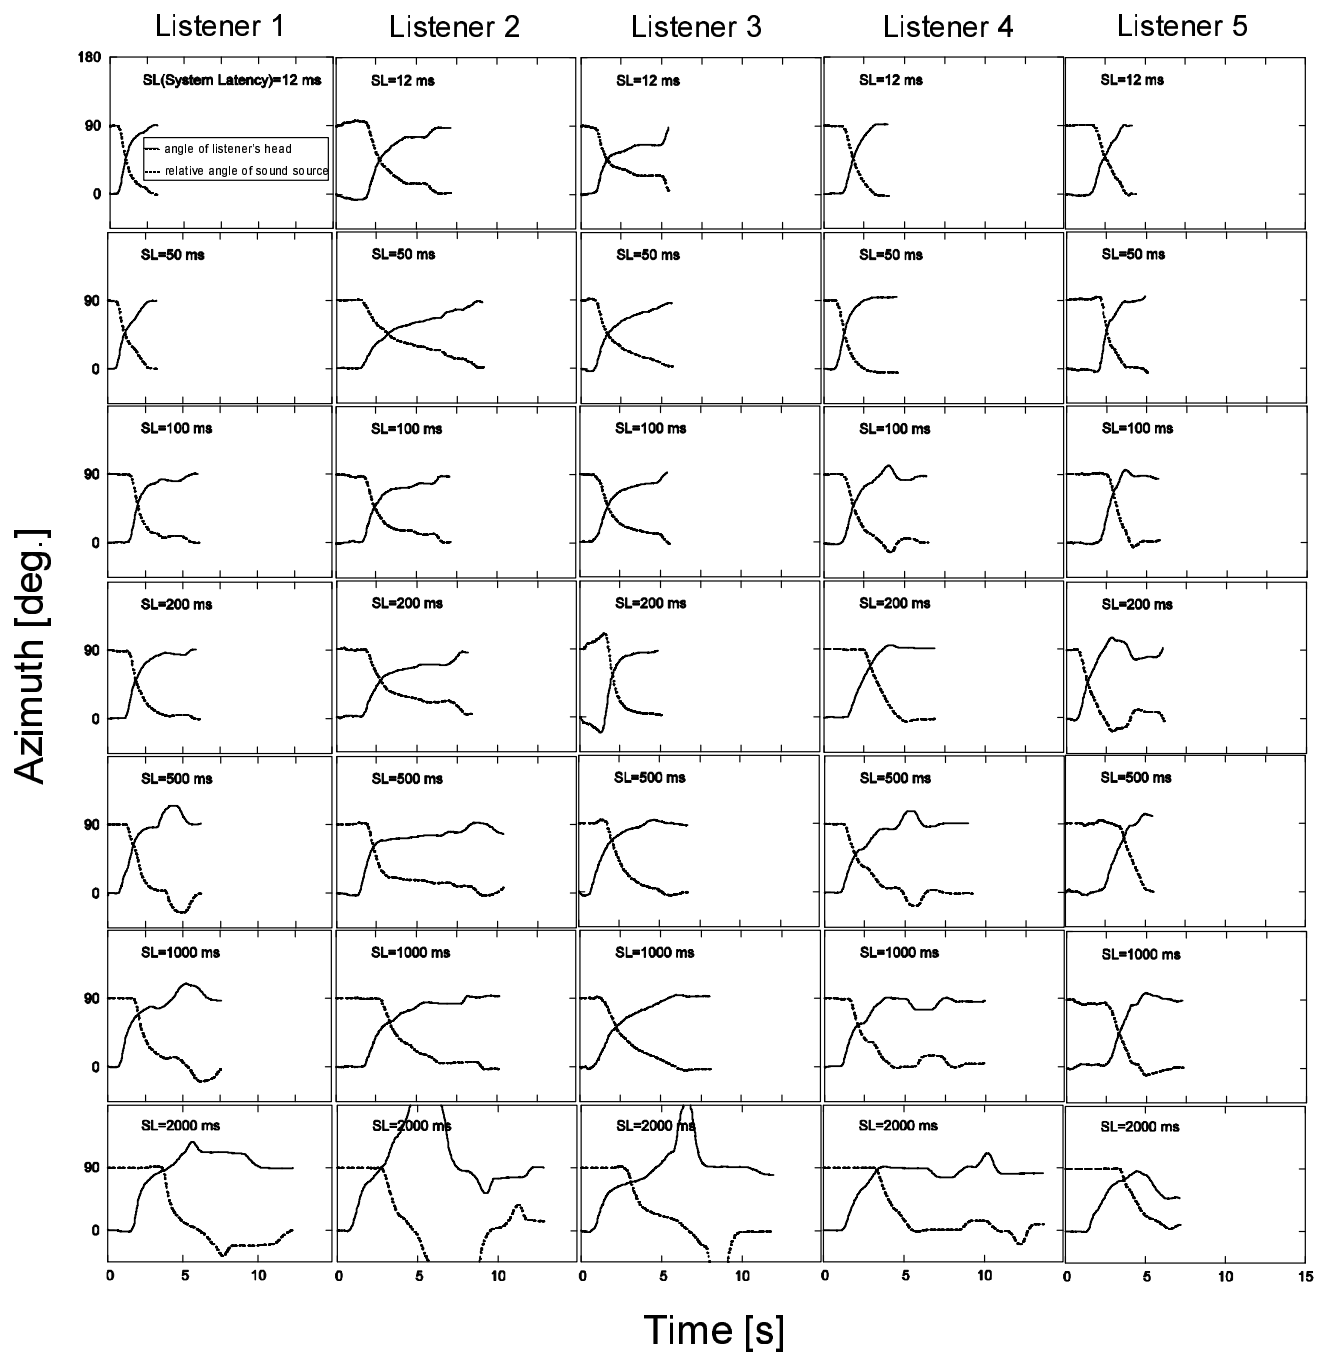 Listener 1 Listener 2 Listener 3 Listener 4 Listener 5
180
SL(System Latency)=12 ms SL=12 ms SL=12 ms SL=12 ms SL=12 ms
90
angle of listener's head
relative angle of sound source
0
SL=50 ms SL=50 ms SL=50 ms SL=50 ms SL=50 ms
90
0
SL=100 ms SL=100 ms SL=100 ms SL=100 ms SL=100 ms
90
0
Azimuth [deg.]
SL=200 ms SL=200 ms SL=200 ms SL=200 ms SL=200 ms
90
0
SL=500 ms SL=500 ms SL=500 ms SL=500 ms SL=500 ms
90
0
SL=1000 ms SL=1000 ms SL=1000 ms SL=1000 ms SL=1000 ms
90
0
SL=2000 ms SL=2000 ms SL=2000 ms SL=2000 ms SL=2000 ms
90
0
0 5 10 0 5 10 0 5 10 0 5 10 0 5 10 15
Time [s]